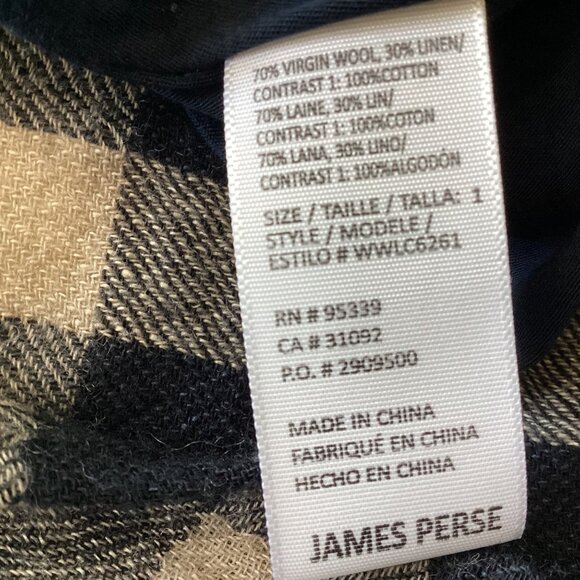 70% VIRGIN WOOL, 30% LINEN/
CONTRAST 1: 100%COTTON
70% LAINE, 30% LIN/
CONTRAST 1: 100%COTON
70% LANA, 30% LINO/
CONTRAST 1: 100%ALGODÓN
SIZE / TAILLE / TALLA: 1
STYLE / MODELE /
ESTILO # WWLC6261
RN # 95339
CA # 31092
P.O. # 2909500
MADE IN CHINA
FABRIQUÉ EN CHINA
HECHO EN CHINA
JAMES PERSE